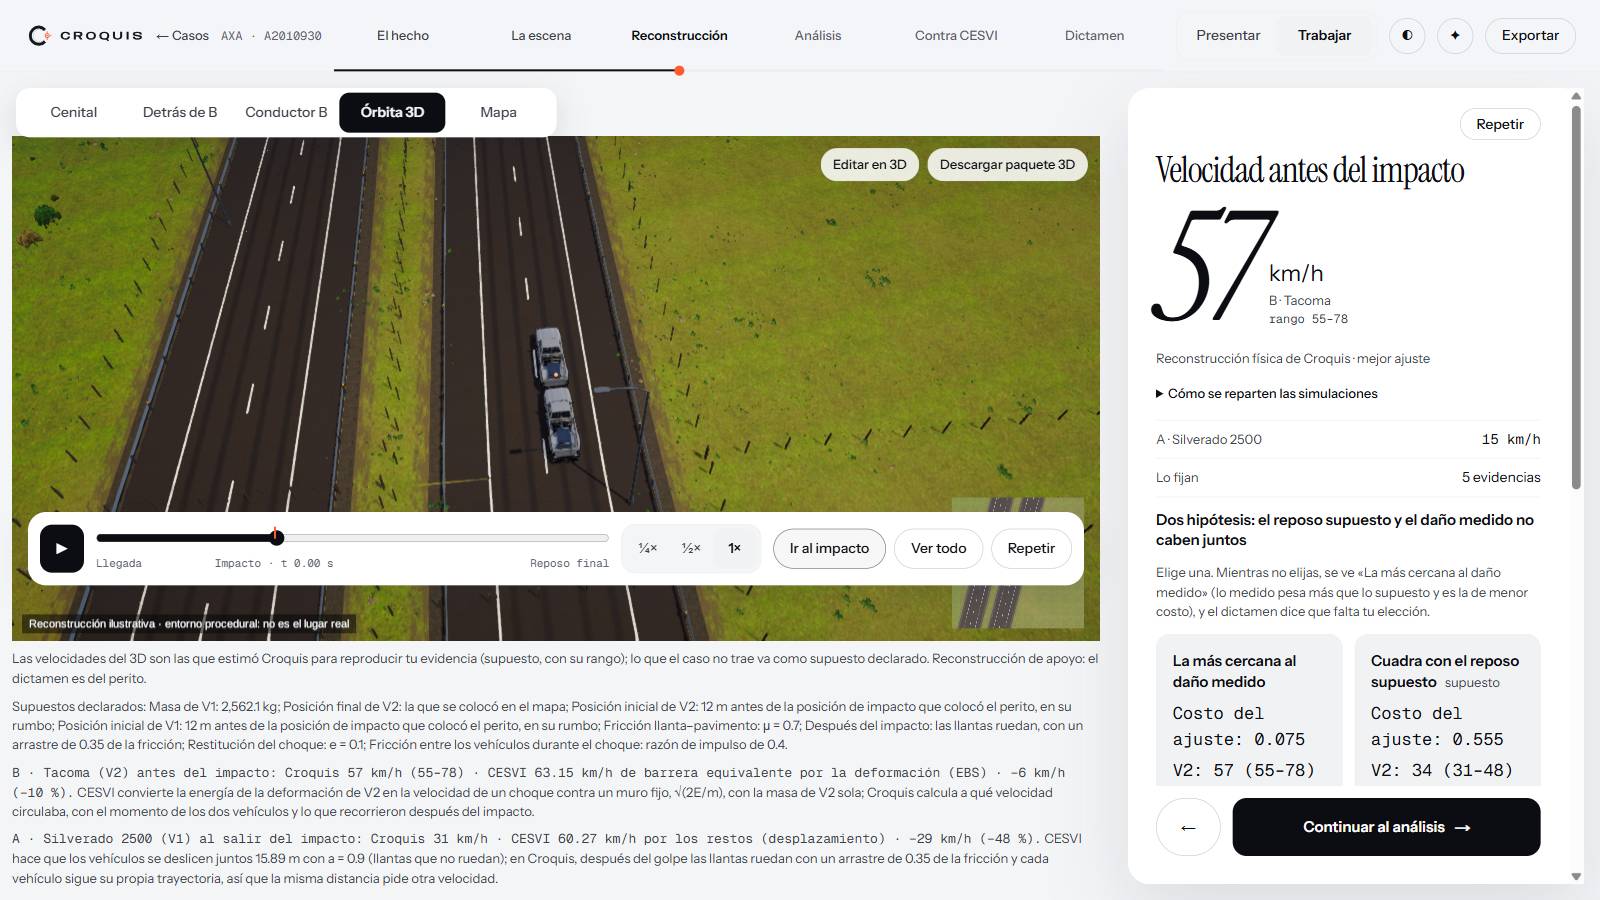 CROQUIS
← Casos
AXA · A2010930
El hecho
La escena
Reconstrucción
Análisis
Contra CESVI
Dictamen
Presentar
Trabajar
Exportar
Cenital
Detrás de B
Conductor B
Órbita 3D
Mapa
Editar en 3D
Descargar paquete 3D
Llegada
Impacto · t 0.00 s
Reposo final
¼×
½×
1×
Ir al impacto
Ver todo
Repetir
Reconstrucción ilustrativa · entorno procedural: no es el lugar real
Las velocidades del 3D son las que estimó Croquis para reproducir tu evidencia (supuesto, con su rango); lo que el caso no trae va como supuesto declarado. Reconstrucción de apoyo: el
dictamen es del perito.
Supuestos declarados: Masa de V1: 2,562.1 kg; Posición final de V2: la que se colocó en el mapa; Posición inicial de V2: 12 m antes de la posición de impacto que colocó el perito, en su
rumbo; Posición inicial de V1: 12 m antes de la posición de impacto que colocó el perito, en su rumbo; Fricción llanta–pavimento: μ = 0.7; Después del impacto: las llantas ruedan, con un
arrastre de 0.35 de la fricción; Restitución del choque: e = 0.1; Fricción entre los vehículos durante el choque: razón de impulso de 0.4.
B · Tacoma (V2) antes del impacto: Croquis 57 km/h (55–78) · CESVI 63.15 km/h de barrera equivalente por la deformación (EBS) · −6 km/h
(−10 %). CESVI convierte la energía de la deformación de V2 en la velocidad de un choque contra un muro fijo, √(2E/m), con la masa de V2 sola; Croquis calcula a qué velocidad
circulaba, con el momento de los dos vehículos y lo que recorrieron después del impacto.
A · Silverado 2500 (V1) al salir del impacto: Croquis 31 km/h · CESVI 60.27 km/h por los restos (desplazamiento) · −29 km/h (−48 %). CESVI
hace que los vehículos se deslicen juntos 15.89 m con a = 0.9 (llantas que no ruedan); en Croquis, después del golpe las llantas ruedan con un arrastre de 0.35 de la fricción y cada
vehículo sigue su propia trayectoria, así que la misma distancia pide otra velocidad.
Repetir
Velocidad antes del impacto
57
km/h
B · Tacoma
rango 55–78
Reconstrucción física de Croquis · mejor ajuste
▶ Cómo se reparten las simulaciones
A · Silverado 2500
15 km/h
Lo fijan
5 evidencias
Dos hipótesis: el reposo supuesto y el daño medido no
caben juntos
Elige una. Mientras no elijas, se ve «La más cercana al daño
medido» (lo medido pesa más que lo supuesto y es la de menor
costo), y el dictamen dice que falta tu elección.
La más cercana al
daño medido
Costo del
ajuste: 0.075
V2: 57 (55–78)
Cuadra con el reposo
supuesto supuesto
Costo del
ajuste: 0.555
V2: 34 (31–48)
←
Continuar al análisis →